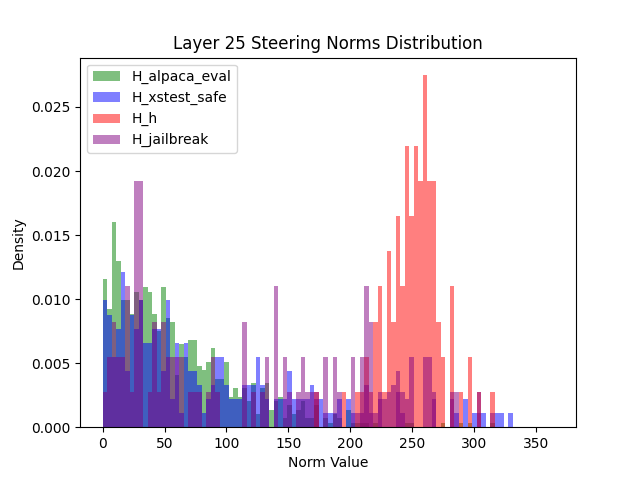 Layer 25 Steering Norms Distribution
H_alpaca_eval
H_xstest_safe
H_h
H_jailbreak
Density
0.025
0.020
0.015
0.010
0.005
0.000
0 50 100 150 200 250 300 350
Norm Value